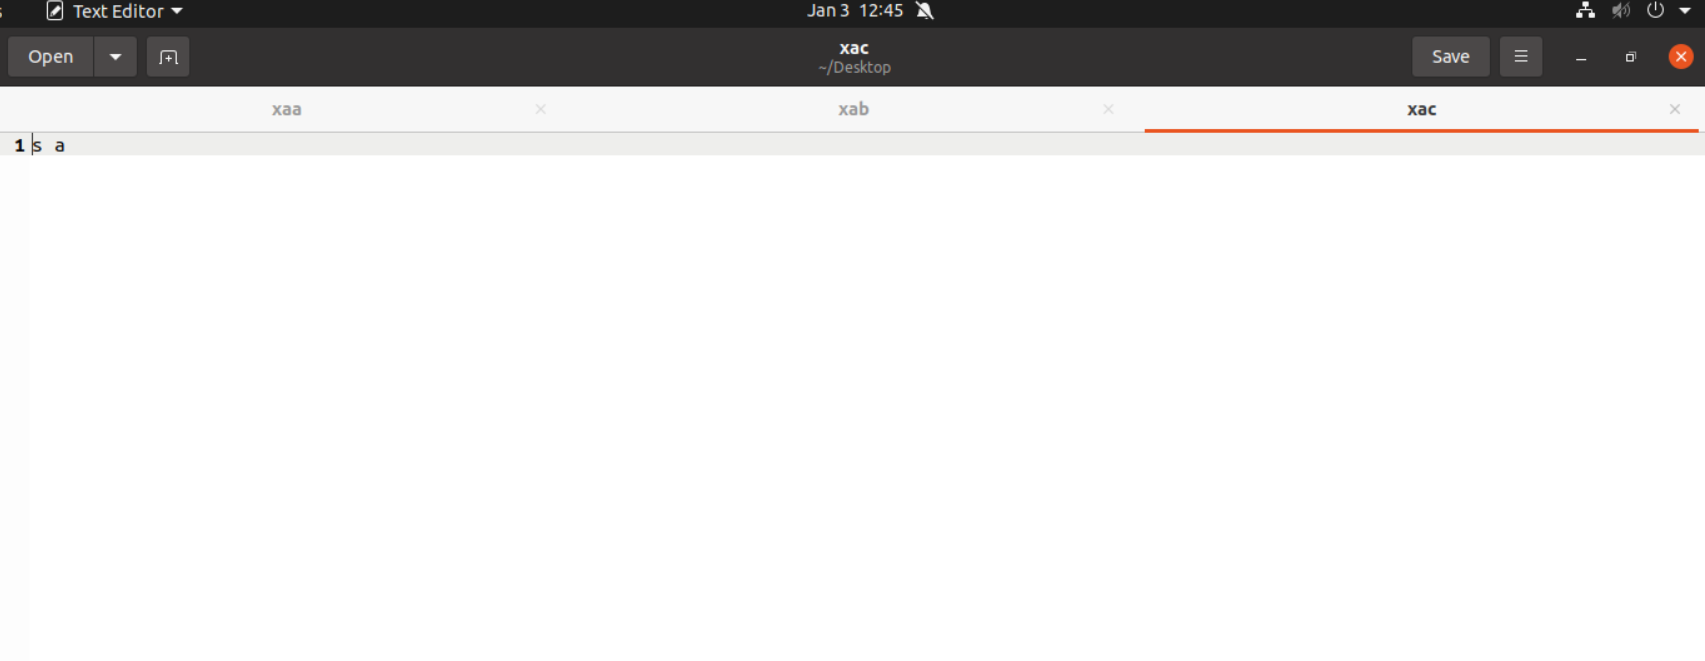 Text Editor
Jan 3 12:45
Open
xac
~/Desktop
Save
xaa
xab
xac
1 s a